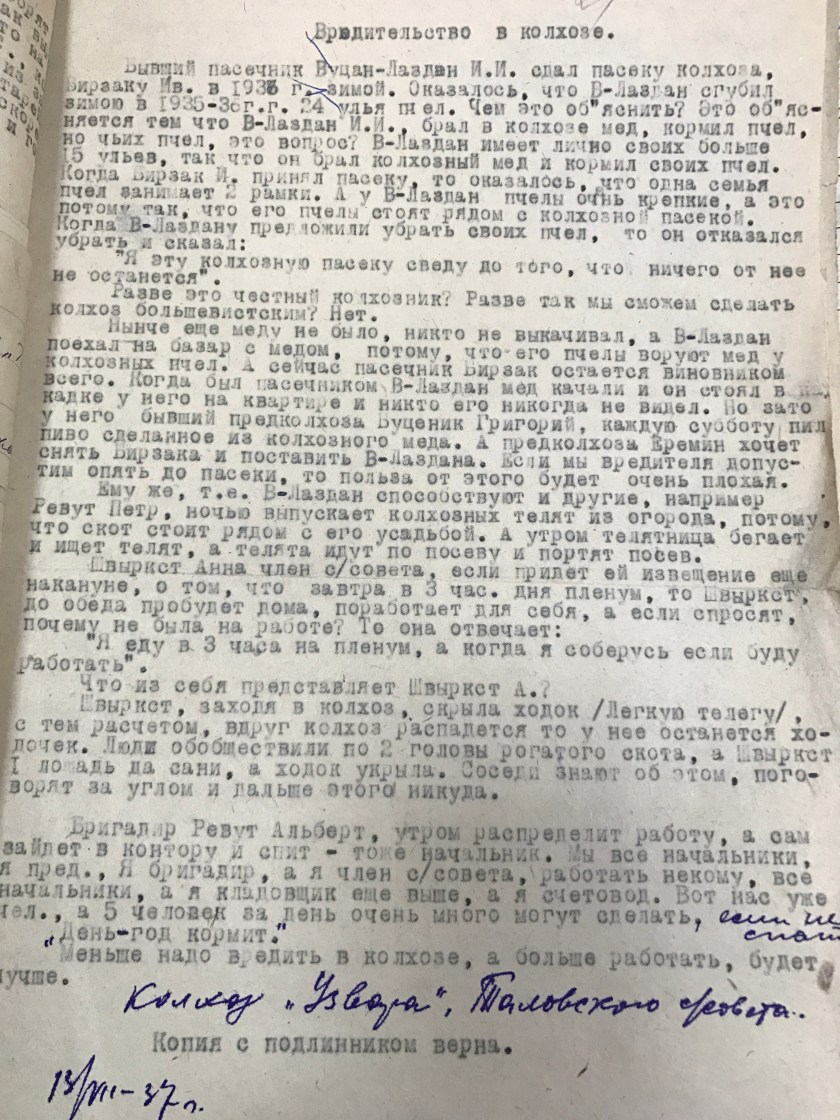 Вредительство в колхозе.
Бывший пасечник Вуцан-Лаздан И.И. сдал пасеку колхоза,
Бирзаку Ив. в 1936 г. зимой. Оказалось, что В-Лаздан сгубил
зимою в 1935-36г.г. 24 улья пчел. Чем это об"яснить? Это об"яс-
няется тем что В-Лаздан И.И., брал в колхозе мед, кормил пчел,
но чьих пчел, это вопрос? В-Лаздан имеет лично своих больше
15 ульев, так что он брал колхозный мед и кормил своих пчел.
Когда Бирзак И. принял пасеку, то оказалось, что одна семья
пчел занимает 2 рамки. А у В-Лаздан пчелы очнь крепкие, а это
потому так, что его пчелы стоят рядом с колхозной пасекой.
Когда В-Лаздану предложили убрать своих пчел, то он отказался
убрать и сказал:
"Я эту колхозную пасеку сведу до того, что ничего от нее
не останется".
Разве это честный колхозник? Разве так мы сможем сделать
колхоз большевистским? Нет.
Нынче еще меду не было, никто не выкачивал, а В-Лаздан
поехал на базар с медом, потому, что его пчелы воруют мед у
колхозных пчел. А сейчас пасечник Бирзак остается виновником
всего. Когда был пасечником В-Лаздан мед качали и он стоял в
кадке у него на квартире и никто его никогда не видел. Но зато
у него бывший предколхоза Буценик Григорий, каждую субботу пил
пиво сделанное из колхозного меда. А предколхоза Еремин хочет
снять Бирзака и поставить В-Лаздана. Если мы вредителя допус-
тим опять до пасеки, то польза от этого будет очень плохая.
Ему же, т.е. В-Лаздан способствуют и другие, например
Ревут Петр, ночью выпускает колхозных телят из огорода, потому,
что скот стоит рядом с его усадьбой. А утром телятница бегает
и ищет телят, а телята идут по посеву и портят посев.
Швыркст Анна член с/совета, если придет ей извещение еще
накануне, о том, что завтра в 3 час. дня пленум, то Швыркст,
до обеда пробудет дома, поработает для себя, а если спросят,
почему не была на работе? То она отвечает:
"Я еду в 3 часа на пленум, а когда я соберусь если буду
работать".
Что из себя представляет Швыркст А.?
Швыркст, заходя в колхоз, скрыла ходок /Легкую телегу/,
с тем расчетом, вдруг колхоз распадется то у нее останется хо-
дочек. Люди обобществили по 2 головы рогатого скота, а Швыркст
I лошадь да сани, а ходок укрыла. Соседи знают об этом, пого-
ворят за углом и дальше этого никуда.
Бригадир Ревут Альберт, утром распределит работу, а сам
зайдет в контору и спит - тоже начальник. Мы все начальники,
я пред., Я бригадир, а я член с/совета, работать некому, все
начальники, а я кладовщик еще выше, а я счетовод. Вот нас уже
чел., а 5 человек за день очень много могут сделать, если не
спать
„День-год кормит."
Меньше надо вредить в колхозе, а больше работать, будет
лучше.
Колхоз „Узвара", Таловского с/совета.
Копия с подлинником верна.
13/VII-37 г.